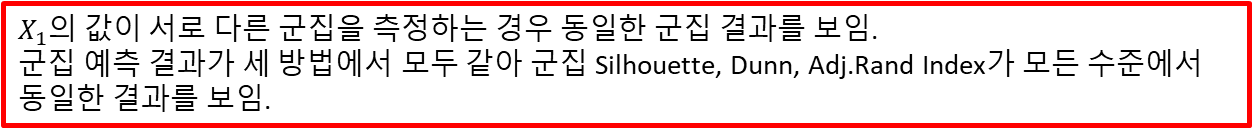 X₁의 값이 서로 다른 군집을 측정하는 경우 동일한 군집 결과를 보임.
군집 예측 결과가 세 방법에서 모두 같아 군집 Silhouette, Dunn, Adj.Rand Index가 모든 수준에서
동일한 결과를 보임.